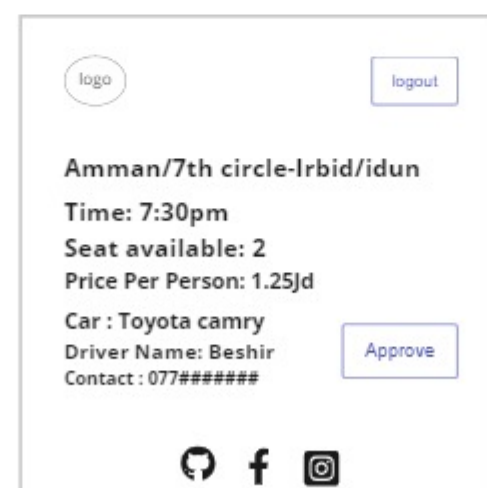 logo
logout
Amman/7th circle-Irbid/idun
Time: 7:30pm
Seat available: 2
Price Per Person: 1.25Jd
Car : Toyota camry
Driver Name: Beshir
Approve
Contact : 077#######